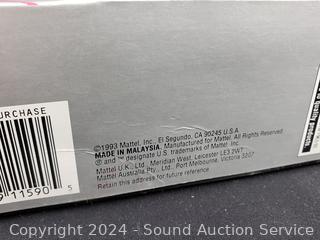 URCHASE
©1993 Mattel, Inc. El Segundo, CA 90245 U.S.A
MADE IN MALAYSIA. Manufactured for Mattel. All Rights Reserved
® and ™ designate U.S. trademarks of Mattel, Inc.
Mattel U.K. Ltd., Meridian West, Leicester LE3 2WT
Mattel Australia Pty., Ltd., Port Melbourne, Victoria 3207
Retain this address for future reference
11590 5
Copyright 2024 - Sound Auction Service